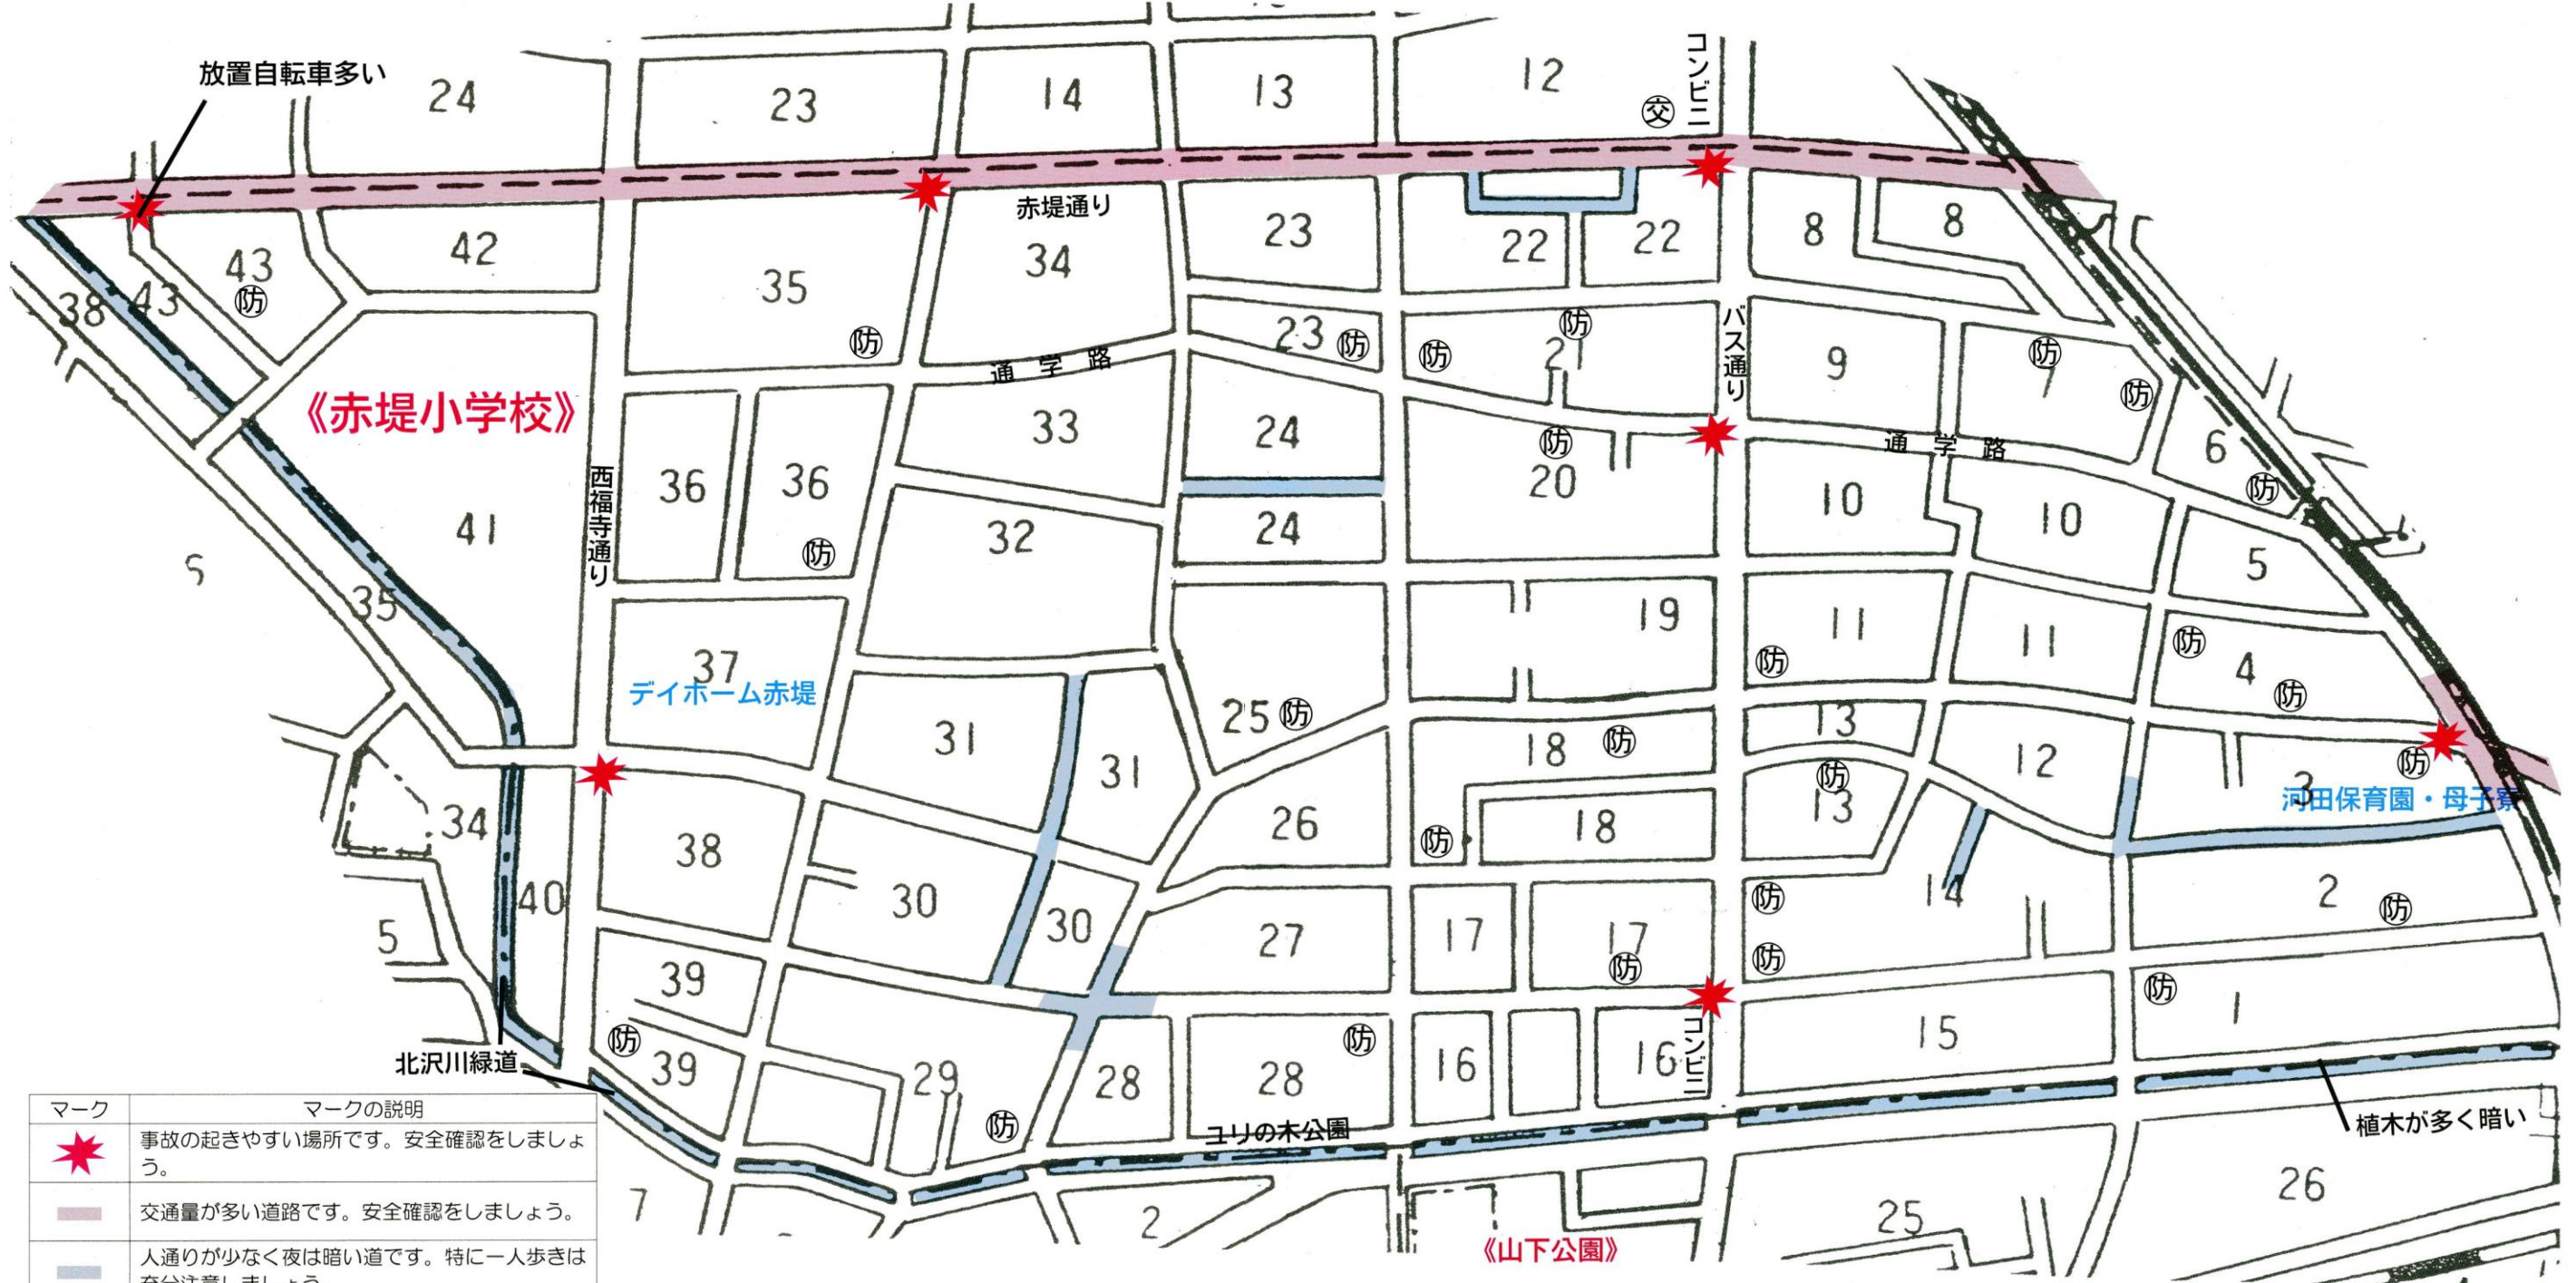 コンビニ
放置自転車多い
24
23
14
13
12
交
赤堤通り
43
防
42
35
防
34
23
22
22
8
8
38
43
23
防
防
防
21
バス通り
9
防
7
防
通学路
《赤堤小学校》
33
24
防
通学路
6
防
西福寺通り
36
36
防
20
10
10
41
32
24
5
5
35
19
11
11
防
防
4
防
37
デイホーム赤堤
25
防
31
31
18
防
13
防
13
12
防
3
河田保育園・母子寮
34
38
26
防
18
40
30
30
27
17
17
防
防
防
14
2
防
5
39
防
39
29
防
28
28
防
16
16
コンビニ
15
防
1
北沢川緑道
ユリの木公園
植木が多く暗い
7
2
《山下公園》
25
26
マーク
マークの説明
事故の起きやすい場所です。安全確認をしましょ
う。
交通量が多い道路です。安全確認をしましょう。
人通りが少なく夜は暗い道です。特に一人歩きは